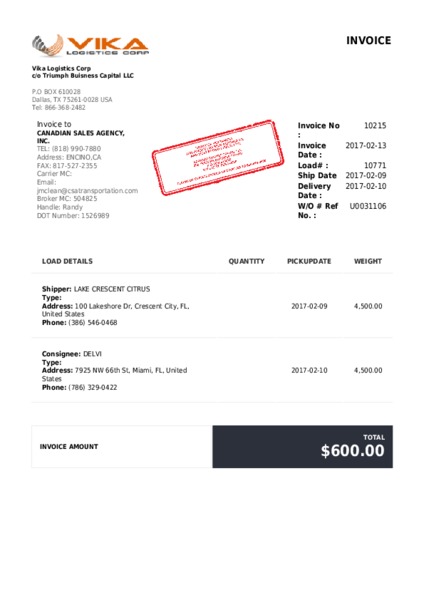 VIKA
LOGISTICS CORP
INVOICE
Vika Logistics Corp
c/o Triumph Buisness Capital LLC
P.O BOX 610028
Dallas, TX 75261-0028 USA
Tel: 866-368-2482
Invoice to
CANADIAN SALES AGENCY,
INC.
TEL: (818) 990-7880
Address: ENCINO,CA
FAX: 817-527-2355
Carrier MC:
Email:
jmclean@csatransportation.com
Broker MC: 504825
Handle: Randy
DOT Number: 1526989
Invoice No 10215
:
Invoice 2017-02-13
Date :
Load# : 10771
Ship Date 2017-02-09
Delivery 2017-02-10
Date :
W/O # Ref U0031106
No. :
LOAD DETAILS QUANTITY PICKUPDATE WEIGHT
Shipper: LAKE CRESCENT CITRUS
Type:
Address: 100 Lakeshore Dr, Crescent City, FL, 2017-02-09 4,500.00
United States
Phone: (386) 546-0468
Consignee: DELVI
Type:
Address: 7925 NW 66th St, Miami, FL, United 2017-02-10 4,500.00
States
Phone: (786) 329-0422
INVOICE AMOUNT
TOTAL
$600.00